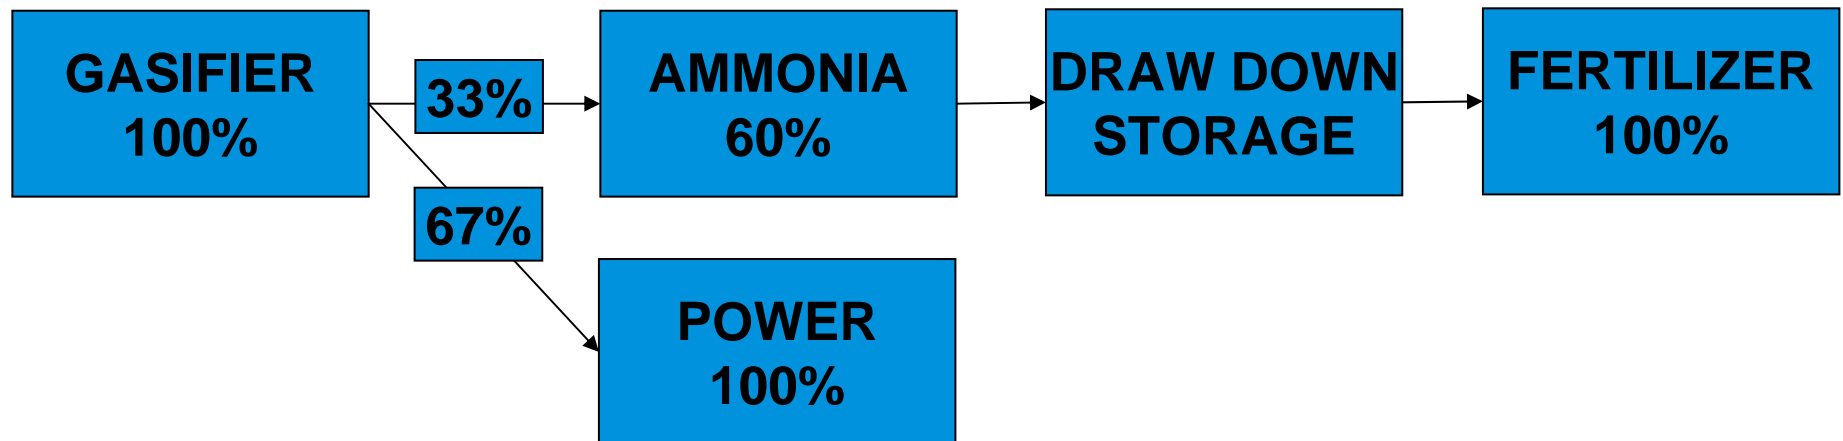 GASIFIER
100%
33%
67%
AMMONIA
60%
POWER
100%
DRAW DOWN
STORAGE
FERTILIZER
100%